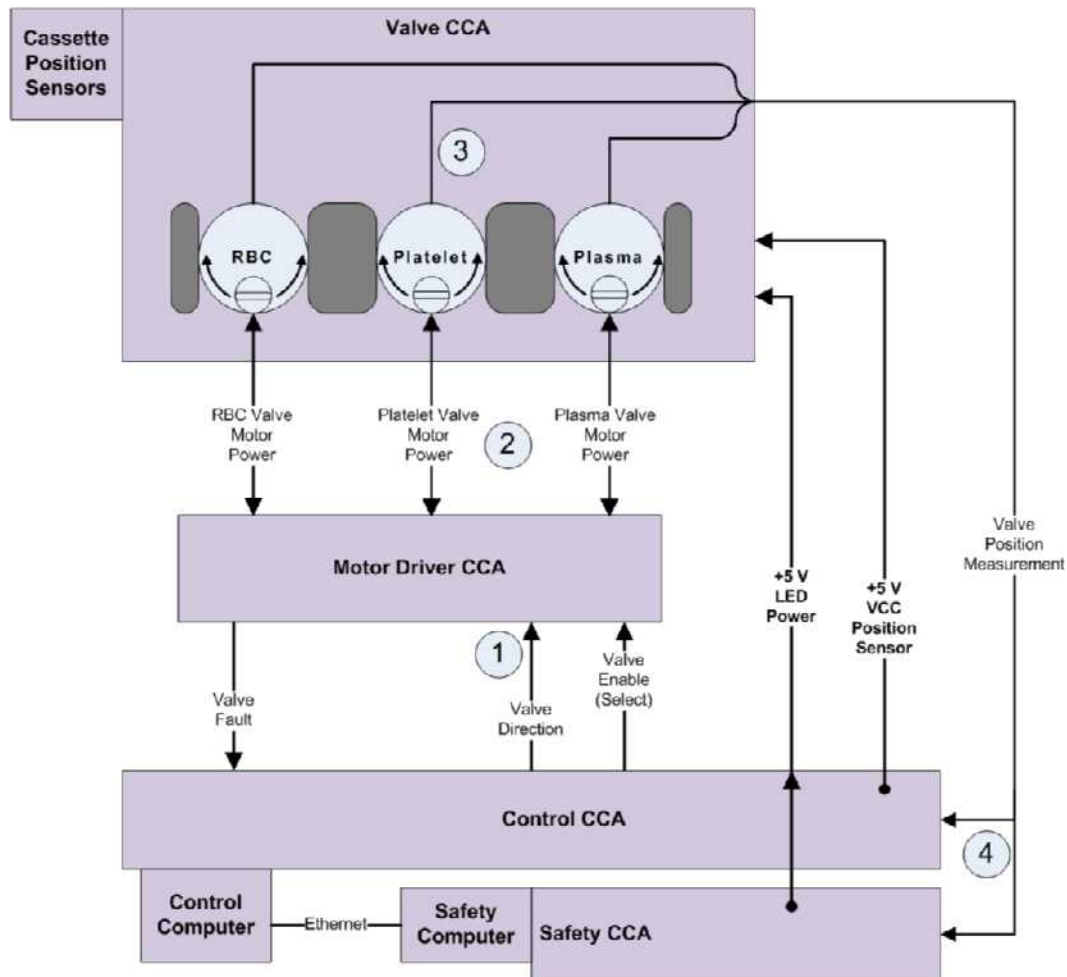 Cassette
Position
Sensors
Valve CCA
3
RBC
Platelet
Plasma
RBC Valve
Motor
Power
Platelet Valve
Motor
Power
2
Plasma Valve
Motor
Power
Motor Driver CCA
Valve
Position
Measurement
+5 V
LED
Power
+5 V
VCC
Position
Sensor
1
Valve
Fault
Valve
Direction
Valve
Enable
(Select)
Control CCA
4
Control
Computer
Ethernet
Safety
Computer
Safety CCA